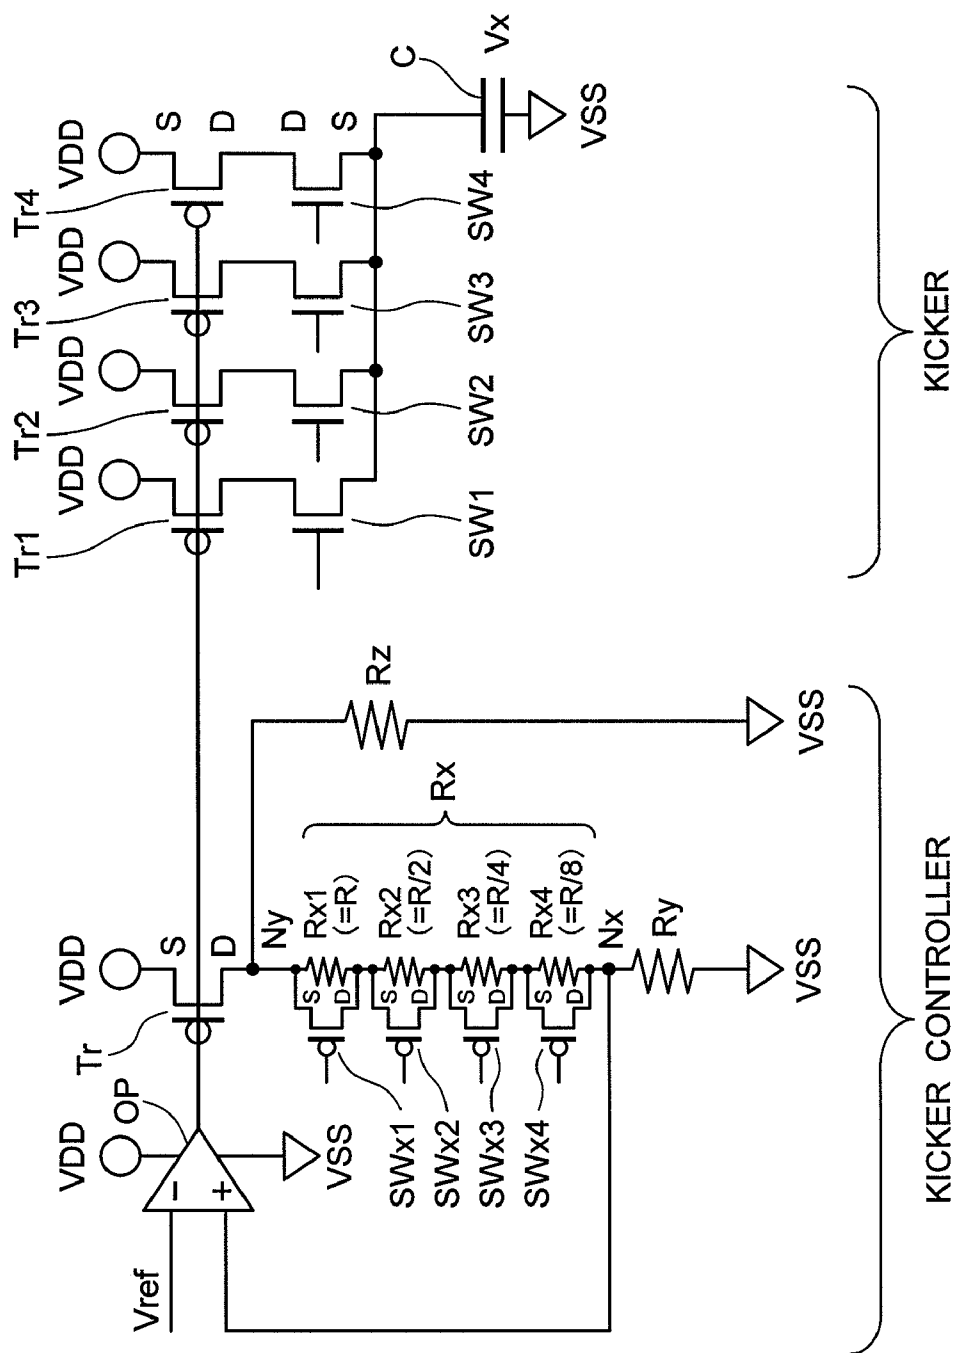 Vref
VDD
OP
VSS
Tr
VDD
S
D
Ny
SWx1
SWx2
SWx3
SWx4
S
D
S
D
S
D
S
D
Rx1
(=R)
Rx2
(=R/2)
Rx3
(=R/4)
Rx4
(=R/8)
Rx
Nx
Ry
VSS
Rz
VSS
KICKER CONTROLLER
Tr1
VDD
Tr2
VDD
Tr3
VDD
Tr4
VDD
S
D
D
S
SW1
SW2
SW3
SW4
C
Vx
VSS
KICKER